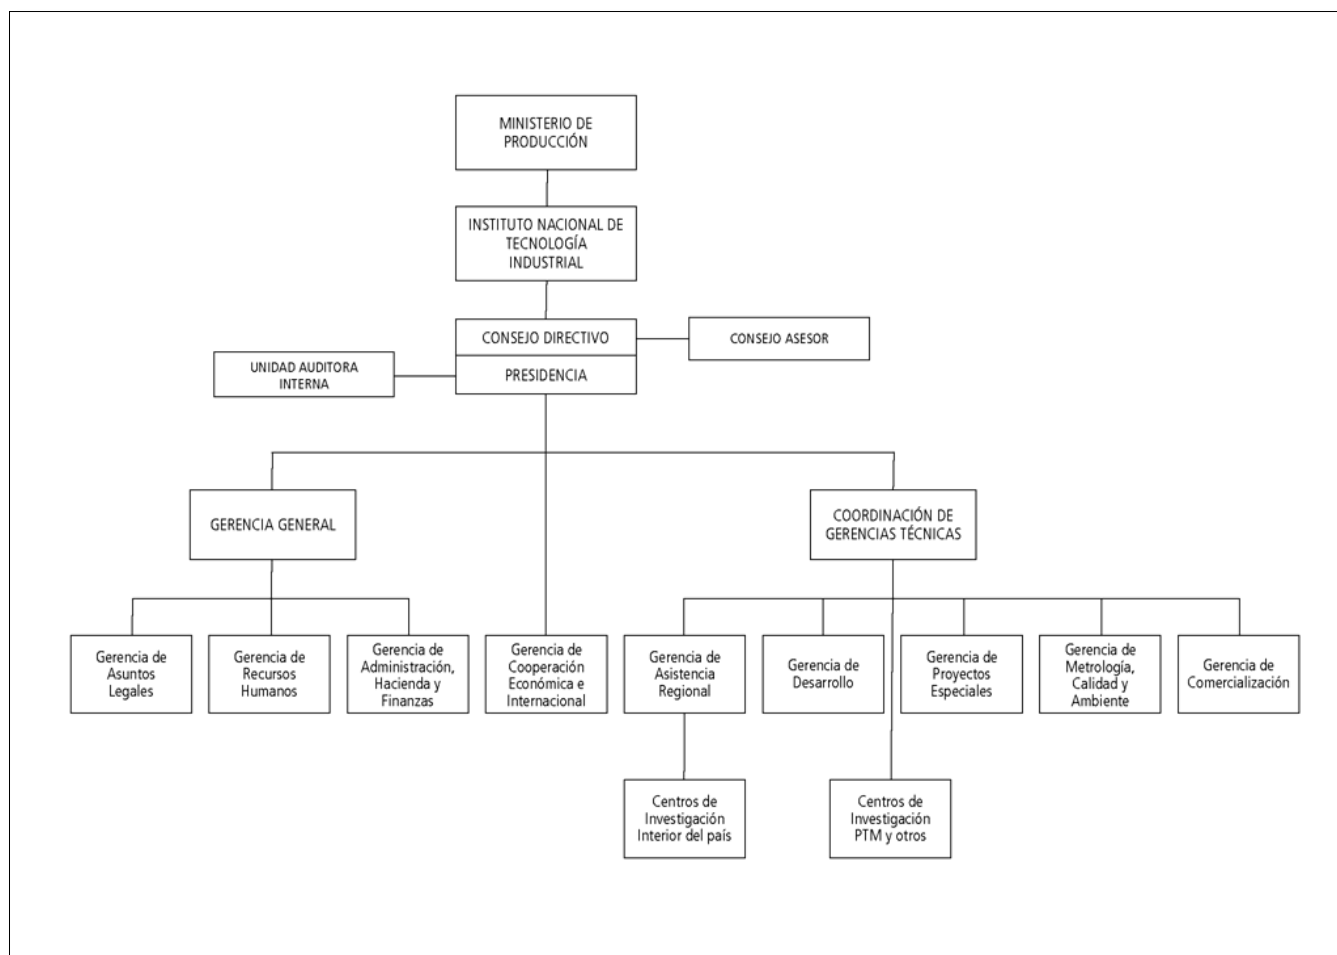 MINISTERIO DE
PRODUCCIÓN
INSTITUTO NACIONAL DE
TECNOLOGÍA
INDUSTRIAL
CONSEJO DIRECTIVO
CONSEJO ASESOR
UNIDAD AUDITORA
INTERNA
PRESIDENCIA
GERENCIA GENERAL
COORDINACIÓN DE
GERENCIAS TÉCNICAS
Gerencia de
Asuntos
Legales
Gerencia de
Recursos
Humanos
Gerencia de
Administración,
Hacienda y
Finanzas
Gerencia de
Cooperación
Económica e
Internacional
Gerencia de
Asistencia
Regional
Gerencia de
Desarrollo
Gerencia de
Proyectos
Especiales
Gerencia de
Metrología,
Calidad y
Ambiente
Gerencia de
Comercialización
Centros de
Investigación
Interior del país
Centros de
Investigación
PTM y otros